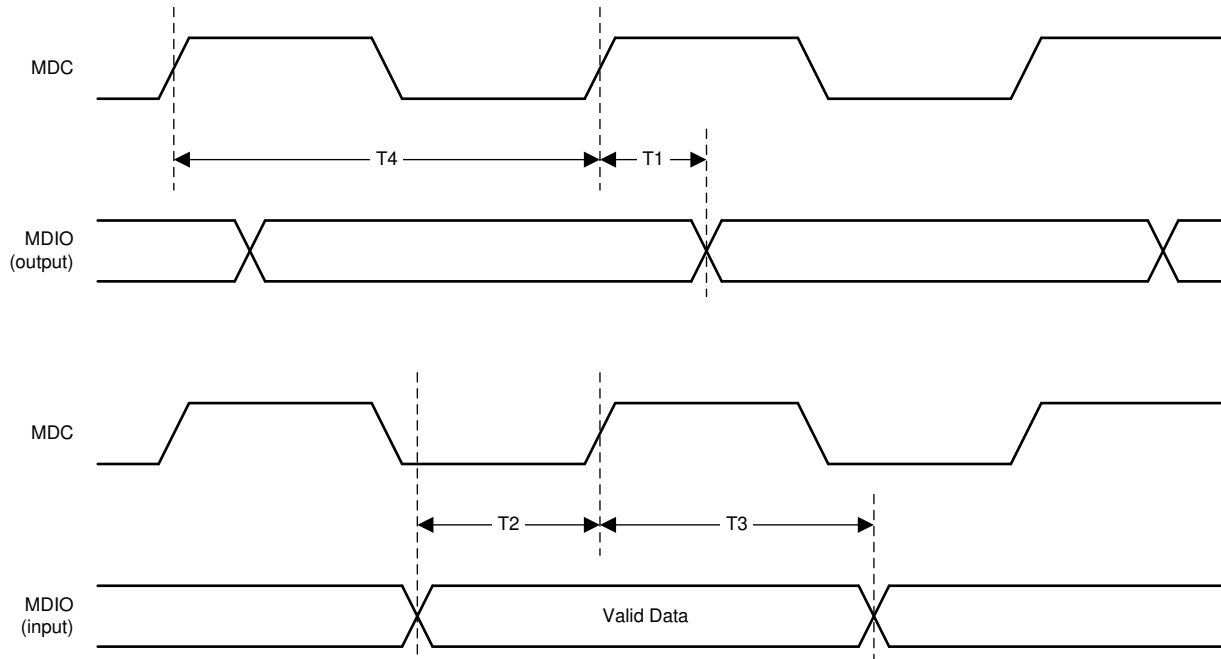 MDC
T4
T1
MDIO
(output)
MDC
T2
T3
MDIO
(input)
Valid Data